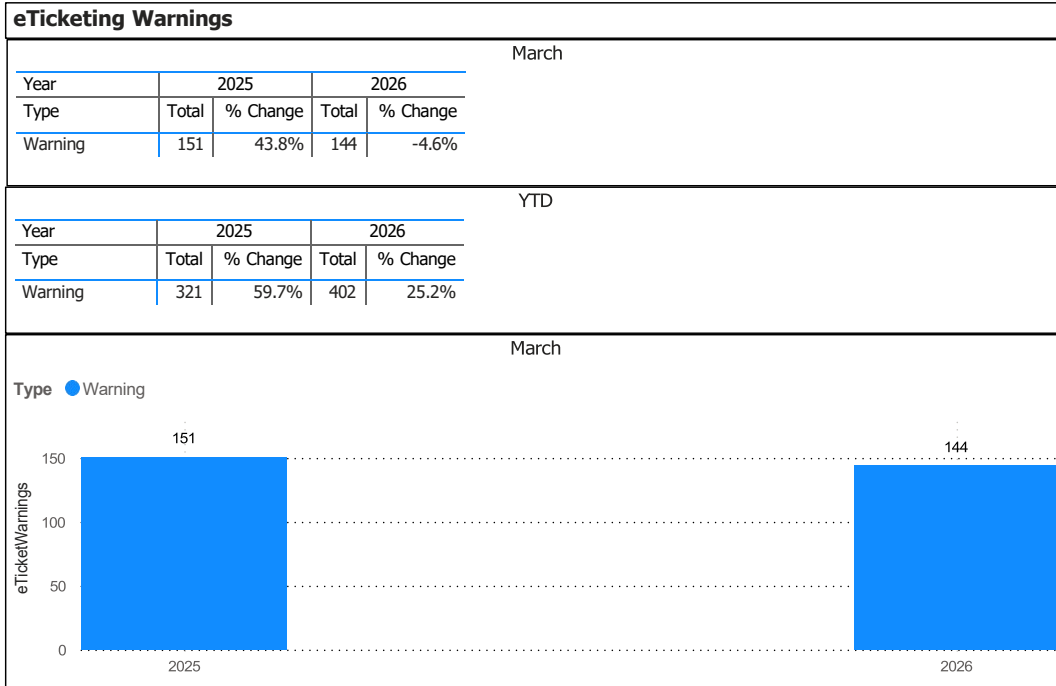 eTicketing Warnings
March
Year 2025 2026
Type Total % Change Total % Change
Warning 151 43.8% 144 -4.6%
YTD
Year 2025 2026
Type Total % Change Total % Change
Warning 321 59.7% 402 25.2%
March
Type Warning
151
144
150
100
50
0
eTicketWarnings
2025 2026